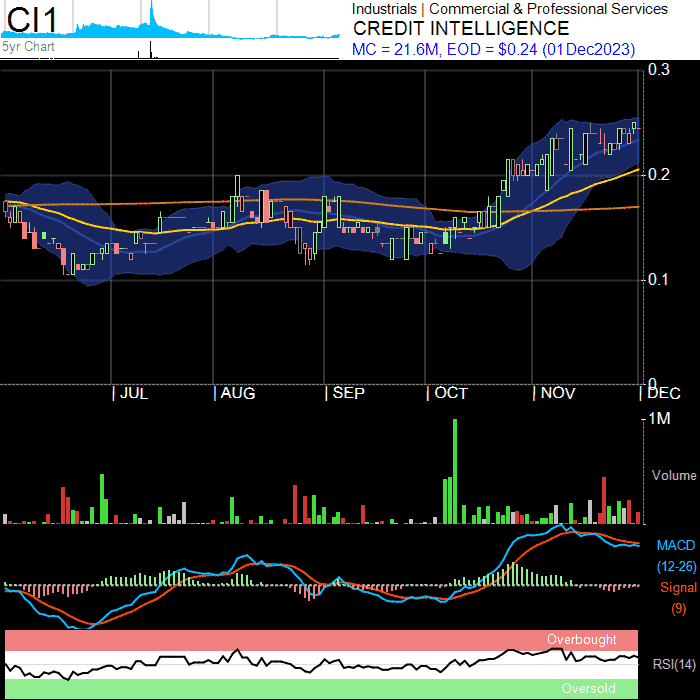 CI1
5yr Chart
Industrials | Commercial & Professional Services
CREDIT INTELLIGENCE
MC = 21.6M, EOD = $0.24 (01Dec2023)
0.3
0.2
0.1
0
JUL AUG SEP OCT NOV DEC
1M
Volume
MACD
(12-26)
Signal
(9)
Overbought
RSI(14)
Oversold